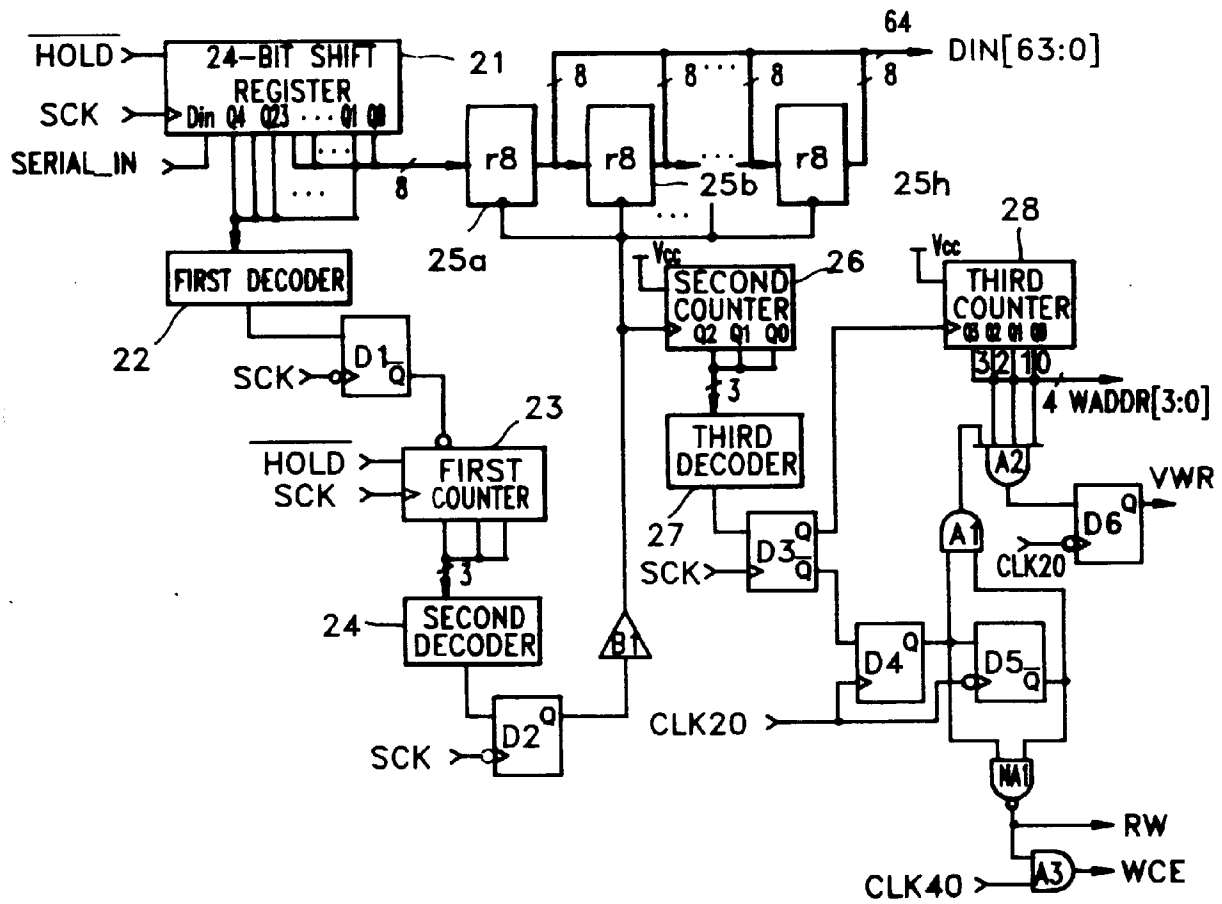 64
HOLD
24-BIT SHIFT
REGISTER
21
DIN[63:0]
8
8
8
8
SCK
Din Q4 Q23 ··· Q1 Q0
SERIAL_IN
8
r8
r8
r8
25a
25b
25h
FIRST DECODER
22
Vcc
SECOND
COUNTER
26
Q2 Q1 Q0
Vcc
28
THIRD
COUNTER
Q3 Q2 Q1 Q0
3 2 1 0
4 WADDR[3:0]
SCK
D1
Q
3
23
HOLD
FIRST
COUNTER
SCK
THIRD
DECODER
27
A2
VWR
D6
Q
CLK20
A1
SCK
D3
Q
Q
3
24
SECOND
DECODER
B1
D4
Q
D5
Q
CLK20
SCK
D2
Q
NA1
RW
A3
WCE
CLK40